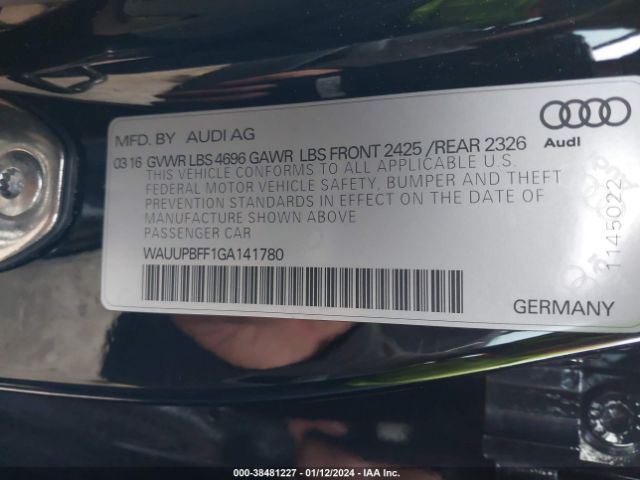 MFD. BY AUDI AG
03 16 GVWR LBS 4696 GAWR LBS FRONT 2425 /REAR 2326
THIS VEHICLE CONFORMS TO ALL APPLICABLE U.S.
FEDERAL MOTOR VEHICLE SAFETY, BUMPER AND THEFT
PREVENTION STANDARDS IN EFFECT ON THE DATE OF
MANUFACTURE SHOWN ABOVE
PASSENGER CAR
WAUUPBFF1GA141780
Audi
1145022
GERMANY
000-38481227 - 01/12/2024 - IAA Inc.